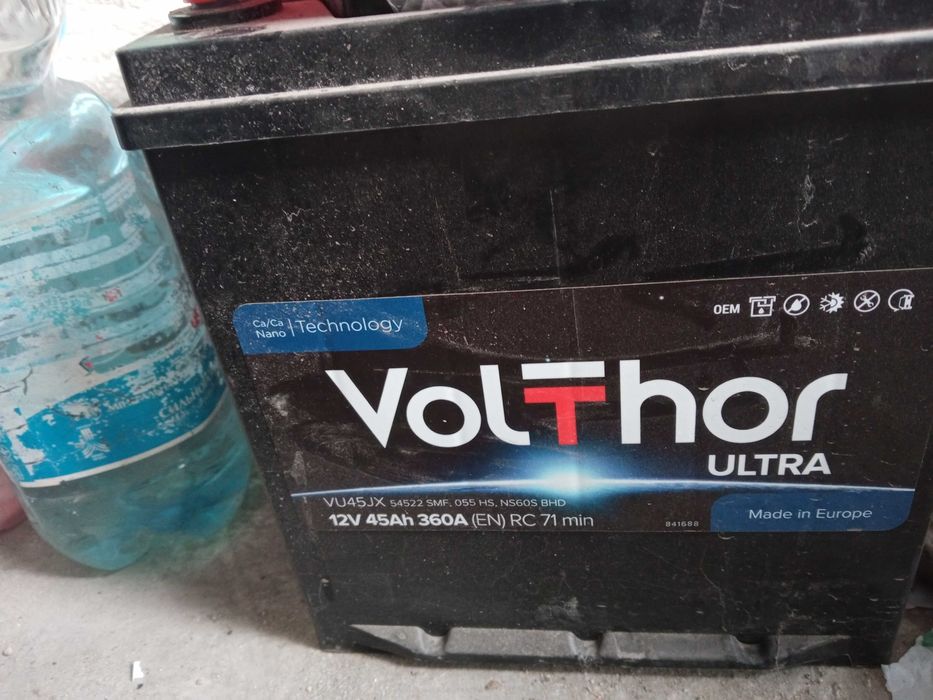 Ca/Ca
Nano | Technology
OEM
VolThor
ULTRA
VU45JX 54522 SMF, 055 HS, NS60S BHD
12V 45Ah 360A (EN) RC 71 min
841688
Made in Europe